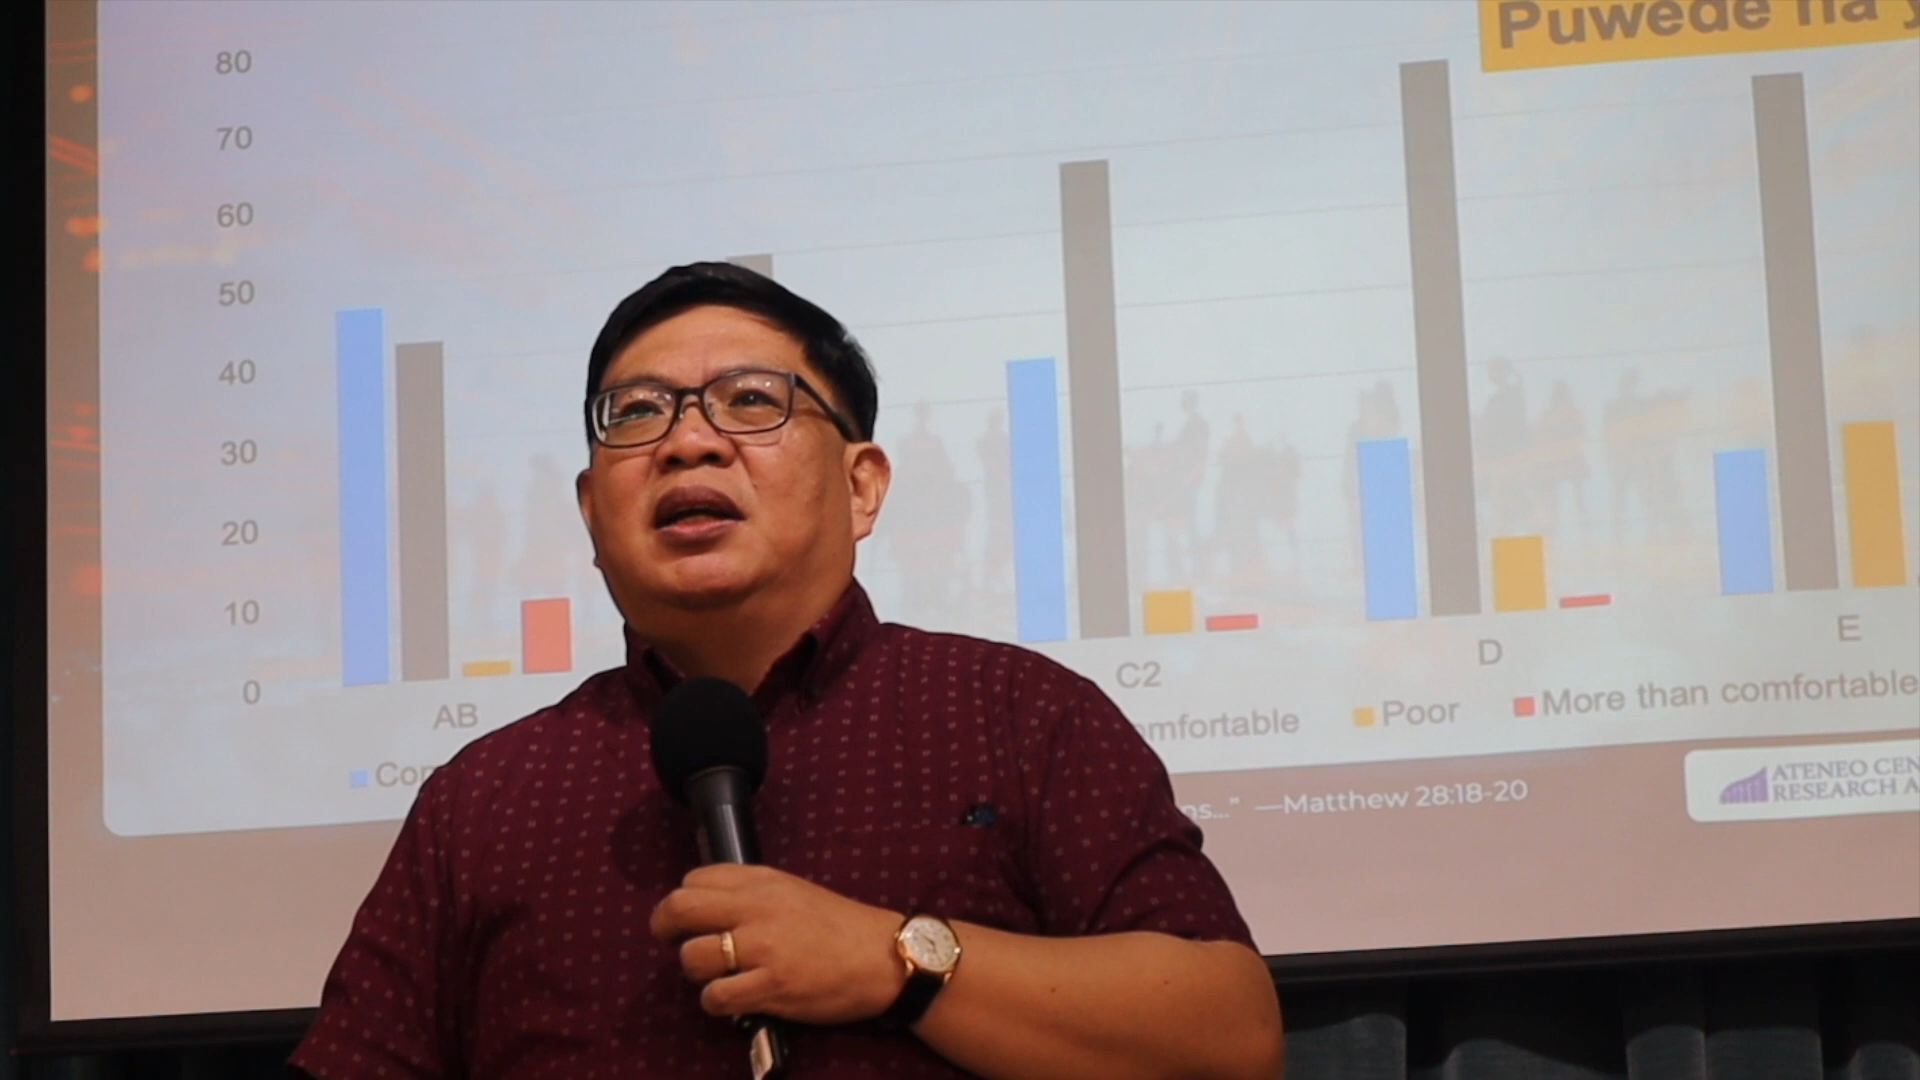 Puwede na y
80
70
60
50
40
30
20
10
0
AB
C2
D
E
Com
omfortable
Poor
More than comfortable
ns..." —Matthew 28:18-20
ATENEO CEN
RESEARCH A